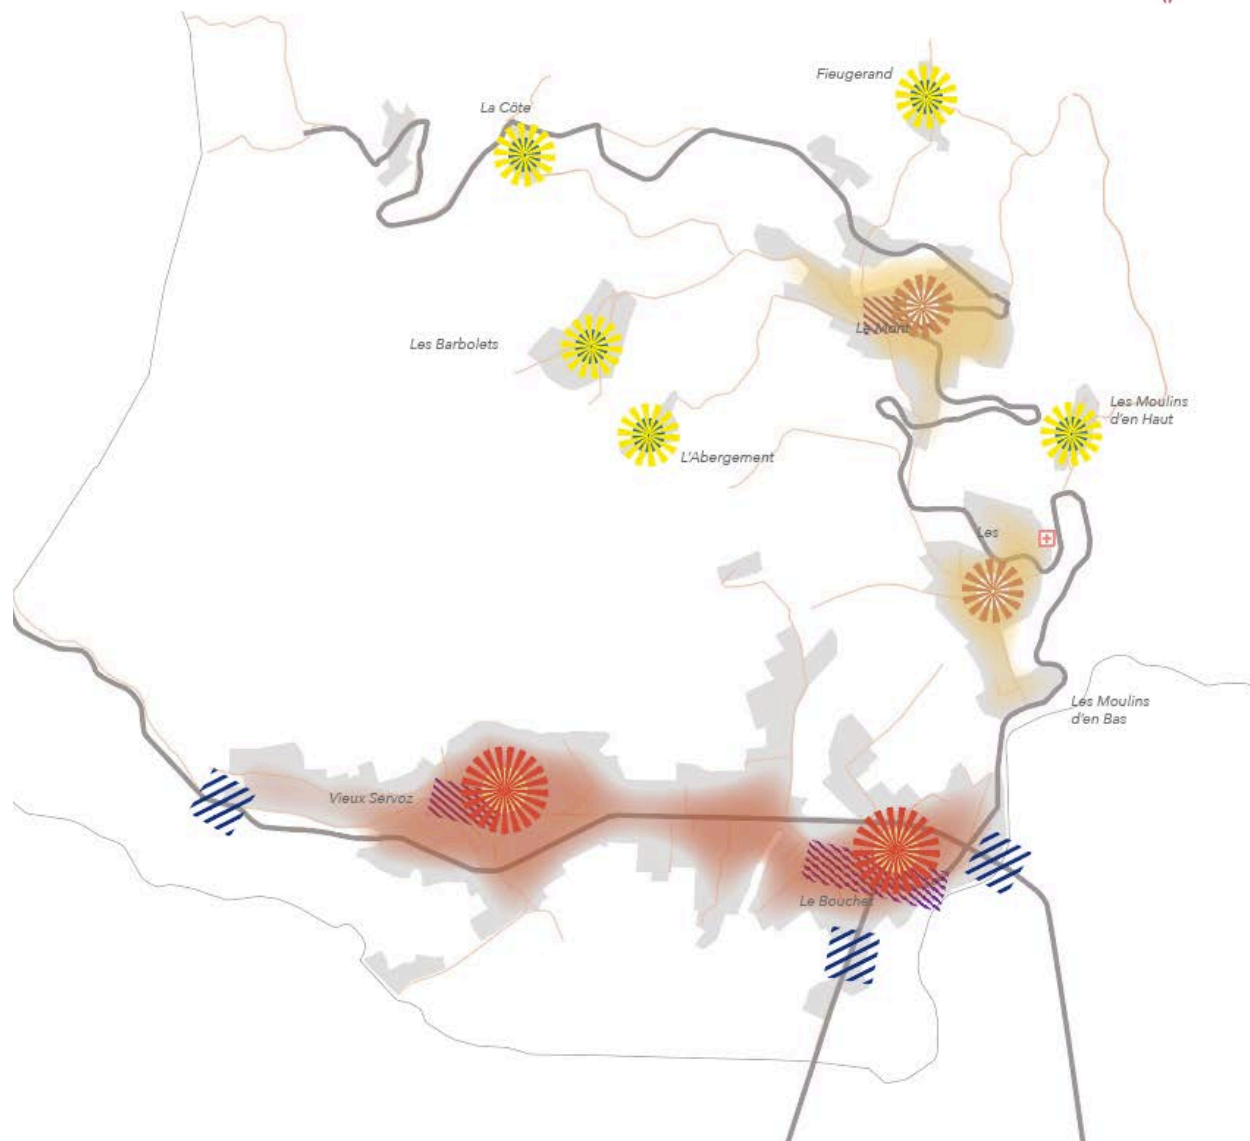 Fieugerand
La Côte
Le Mont
Les Barbolets
Les Moulins
d'en Haut
L'Abergement
Les
Les Moulins
d'en Bas
Vieux Servoz
Le Bouchet